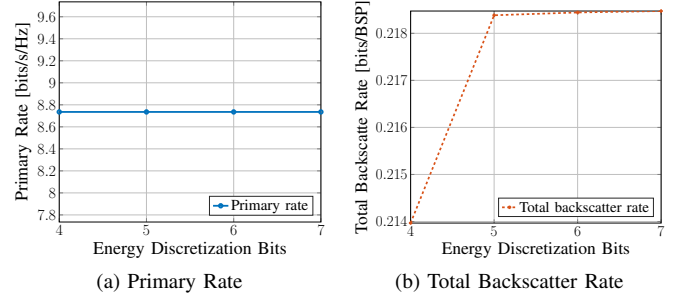 Primary Rate [bits/s/Hz]
9.6
9.4
9.2
9
8.8
8.6
8.4
8.2
8
7.8
4
5
6
7
Primary rate
Energy Discretization Bits
(a) Primary Rate
Total Backscatte Rate [bits/BSP]
0.218
0.218
0.216
0.215
0.214
4
5
6
7
Total backscatter rate
Energy Discretization Bits
(b) Total Backscatter Rate